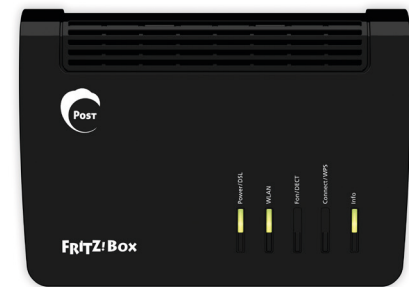 POST
Power/DSL
WLAN
Fon/DECT
Connect/WPS
Info
FRITZ!Box